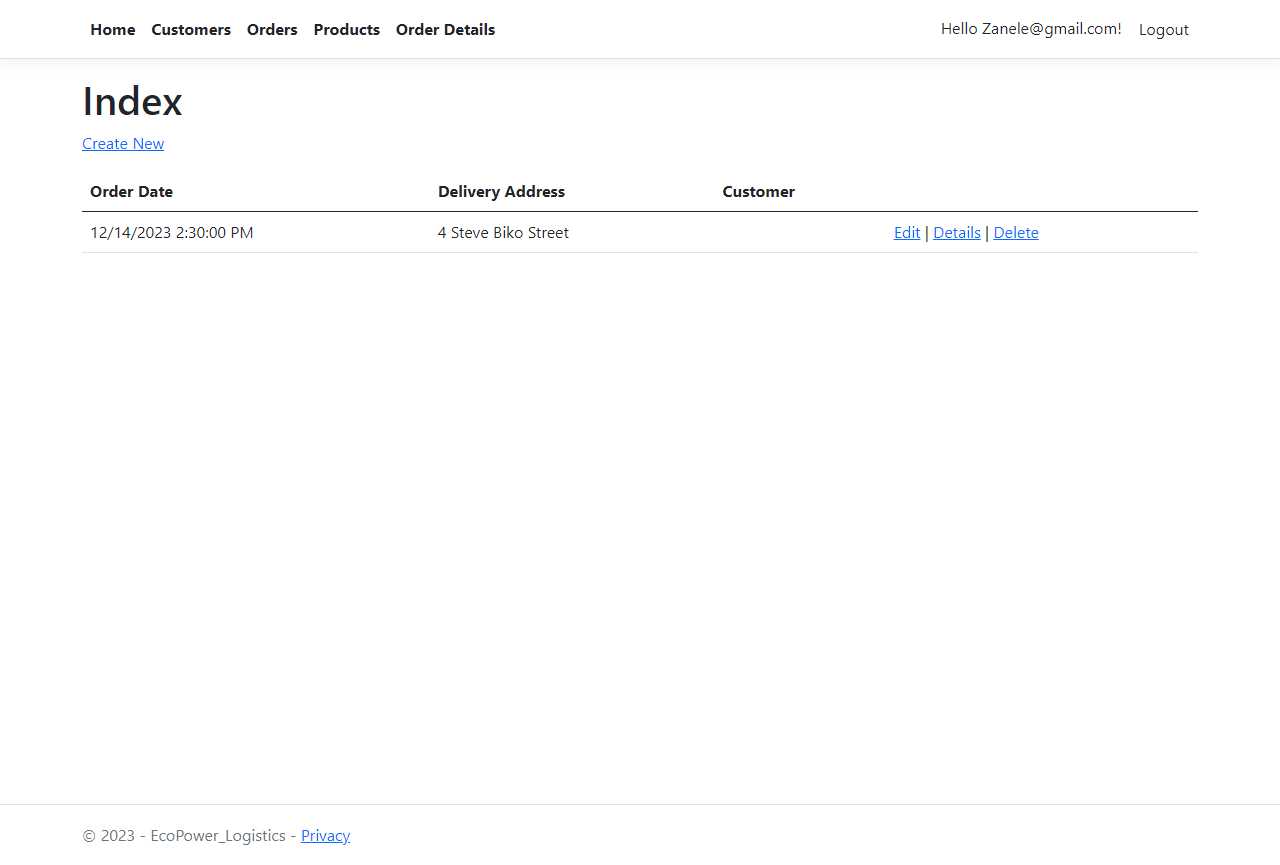 Home Customers Orders Products Order Details Hello Zanele@gmail.com! Logout
Index
Create New
Order Date Delivery Address Customer
12/14/2023 2:30:00 PM 4 Steve Biko Street Edit | Details | Delete
© 2023 - EcoPower_Logistics - Privacy